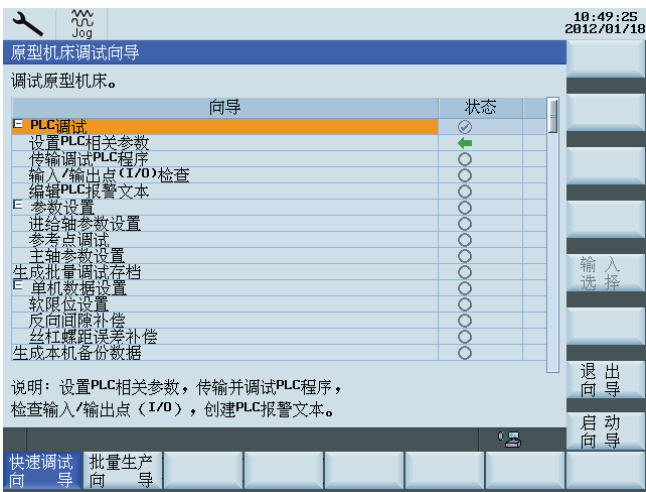 Jog
10:49:25
2012/01/18
原型机床调试向导
调试原型机床。
向导 状态
PLC调试
设置PLC相关参数
传输调试PLC程序
输入/输出点(I/O)检查
编辑PLC报警文本
参数设置
进给轴参数设置
参考点调试
主轴参数设置
生成批量调试存档
单机数据设置
软限位设置
反向间隙补偿
丝杠螺距误差补偿
生成本机备份数据
说明：设置PLC相关参数，传输并调试PLC程序，
检查输入/输出点（I/O），创建PLC报警文本。
输入
选择
退出
向导
启动
向导
快速调试
向导
批量生产
向导